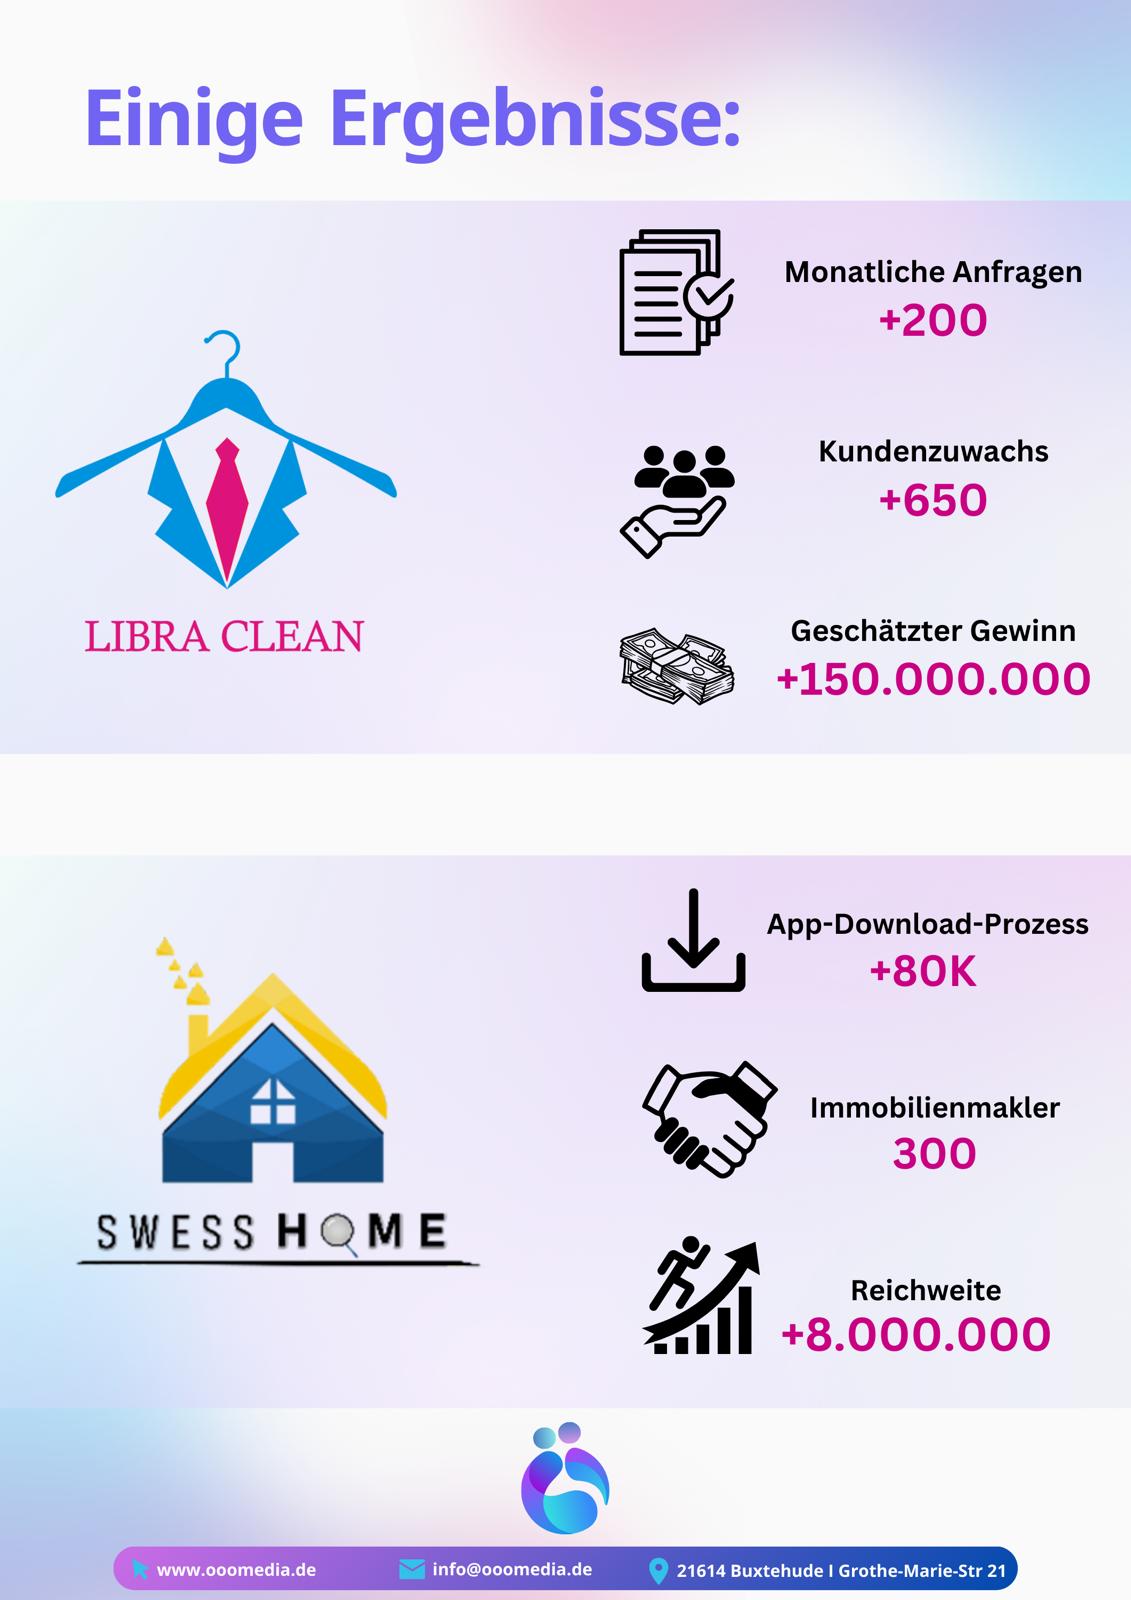 Einige Ergebnisse:
Monatliche Anfragen
+200
Kundenzuwachs
+650
Geschätzter Gewinn
+150.000.000
LIBRA CLEAN
App-Download-Prozess
+80K
Immobilienmakler
300
Reichweite
+8.000.000
SWESS HOME
www.ooomedia.de
info@ooomedia.de
21614 Buxtehude I Grothe-Marie-Str 21